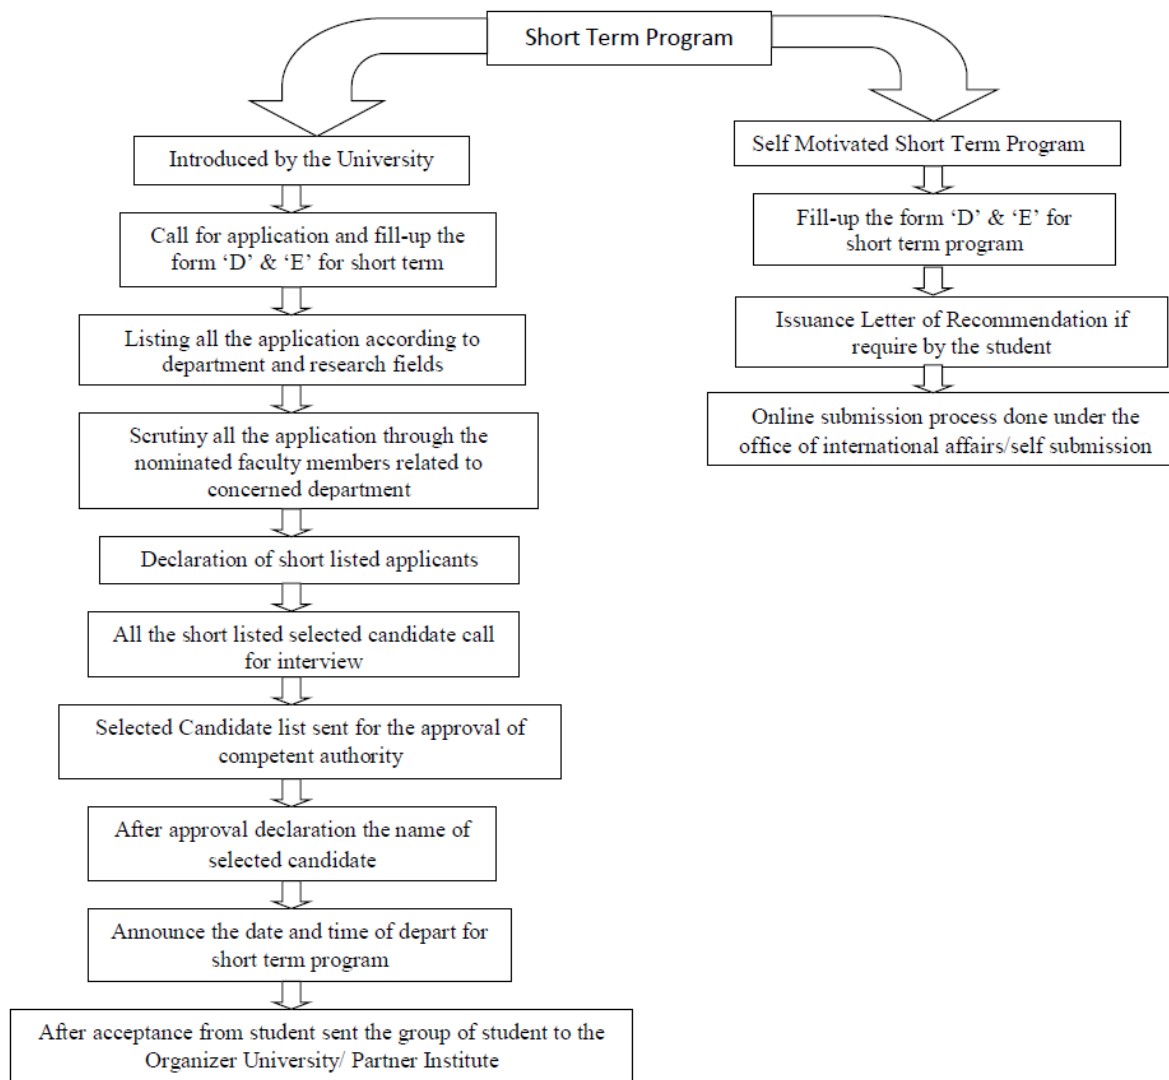 Short Term Program
Introduced by the University
Call for application and fill-up the
form ‘D’ & ‘E’ for short term
Listing all the application according to
department and research fields
Scrutiny all the application through the
nominated faculty members related to
concerned department
Declaration of short listed applicants
All the short listed selected candidate call
for interview
Selected Candidate list sent for the approval of
competent authority
After approval declaration the name of
selected candidate
Announce the date and time of depart for
short term program
After acceptance from student sent the group of student to the
Organizer University/ Partner Institute
Self Motivated Short Term Program
Fill-up the form ‘D’ & ‘E’ for
short term program
Issuance Letter of Recommendation if
require by the student
Online submission process done under the
office of international affairs/self submission